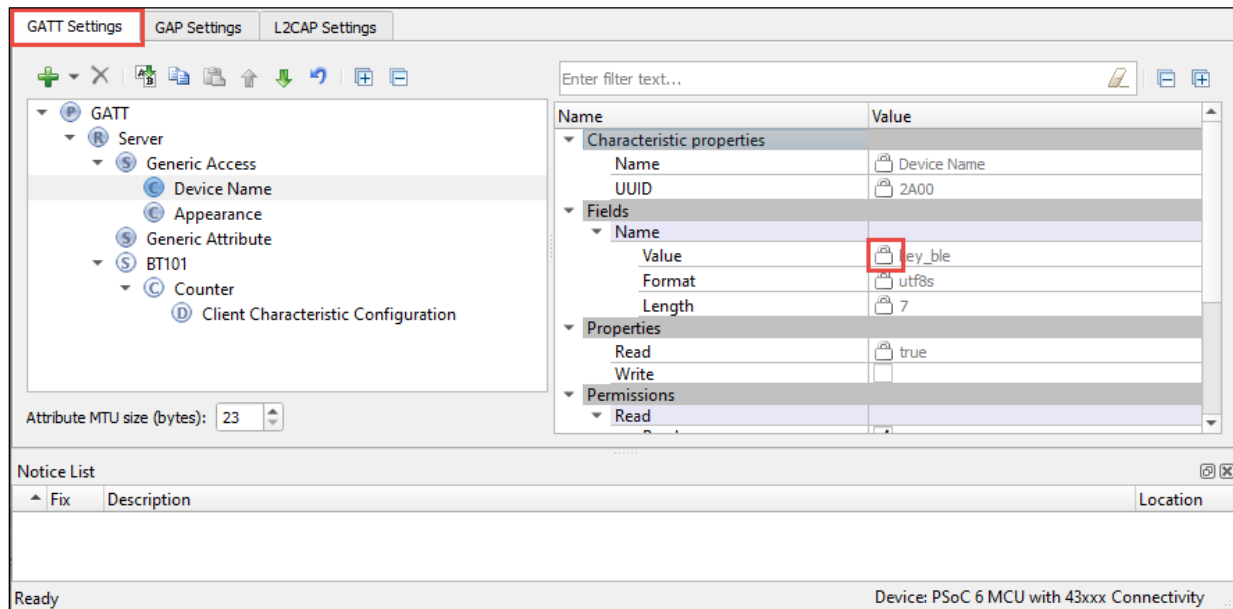 GATT Settings GAP Settings L2CAP Settings
Enter filter text...
P GATT
R Server
S Generic Access
C Device Name
C Appearance
S Generic Attribute
S BT101
C Counter
D Client Characteristic Configuration
Attribute MTU size (bytes): 23
Name Value
Characteristic properties
Name Device Name
UUID 2A00
Fields
Name
Value key_ble
Format utf8s
Length 7
Properties
Read true
Write
Permissions
Read
Notice List
Fix Description Location
Ready Device: PSoC 6 MCU with 43xxx Connectivity